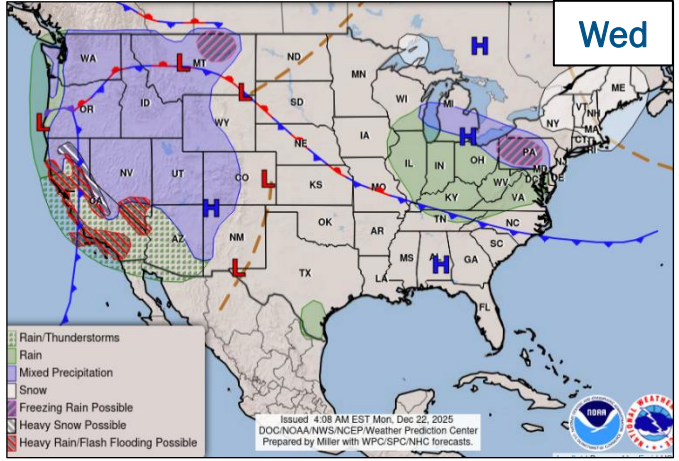 Wed
H
WA
MT
ND
MN
ME
L
L
VT
NH
WI
MI
NY
MA
OR
ID
SD
CT
RI
L
WY
H
IA
PA
NJ
NE
OH
MD
DE
IL
IN
DC
NV
UT
CO
L
KS
MO
WV
VA
KY
CA
H
TN
NC
AZ
NM
OK
AR
SC
L
MS
AL
H
GA
TX
LA
FL
Rain/Thunderstorms
Rain
Mixed Precipitation
Snow
Freezing Rain Possible
Heavy Snow Possible
Heavy Rain/Flash Flooding Possible
Issued 4:08 AM EST Mon, Dec 22, 2025
DOC/NOAA/NWS/NCEP/Weather Prediction Center
Prepared by Miller with WPC/SPC/NHC forecasts.
NOAA